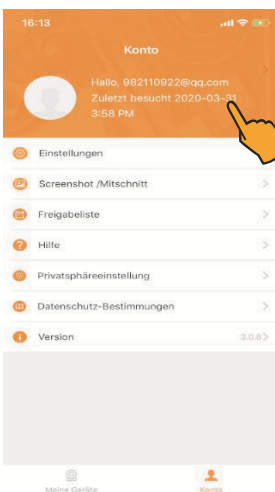 16:13
Konto
Hallo, 982110922@qq.com
Zuletzt besucht 2020-03-31
3:58 PM
Einstellungen
Screenshot /Mitschnitt
Freigabeliste
Hilfe
Privatsphäreeinstellung
Datenschutz-Bestimmungen
Version
3.0.8
Meine Geräte
Konto